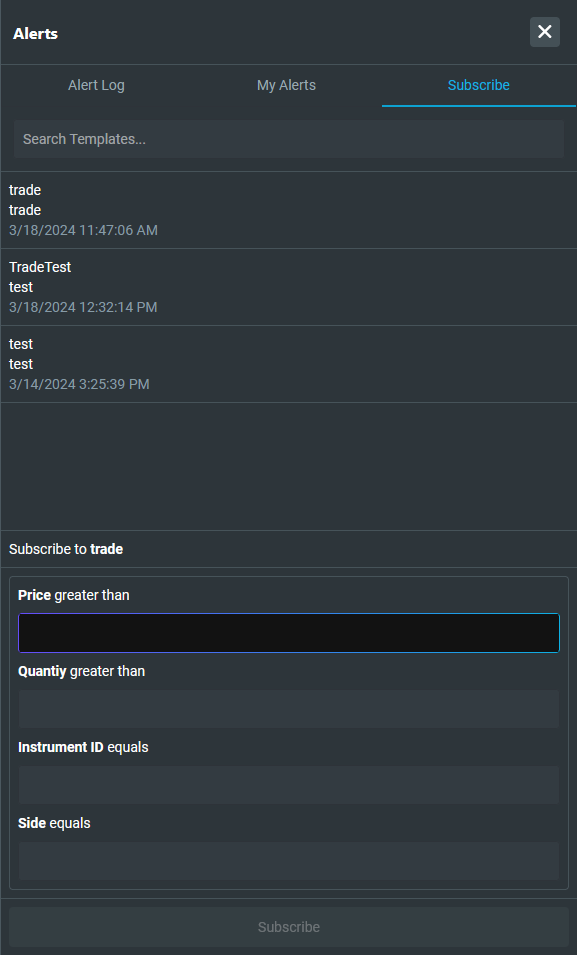 Alerts
Alert Log
My Alerts
Subscribe
Search Templates...
trade
trade
3/18/2024 11:47:06 AM
TradeTest
test
3/18/2024 12:32:14 PM
test
test
3/14/2024 3:25:39 PM
Subscribe to trade
Price greater than
Quantiy greater than
Instrument ID equals
Side equals
Subscribe